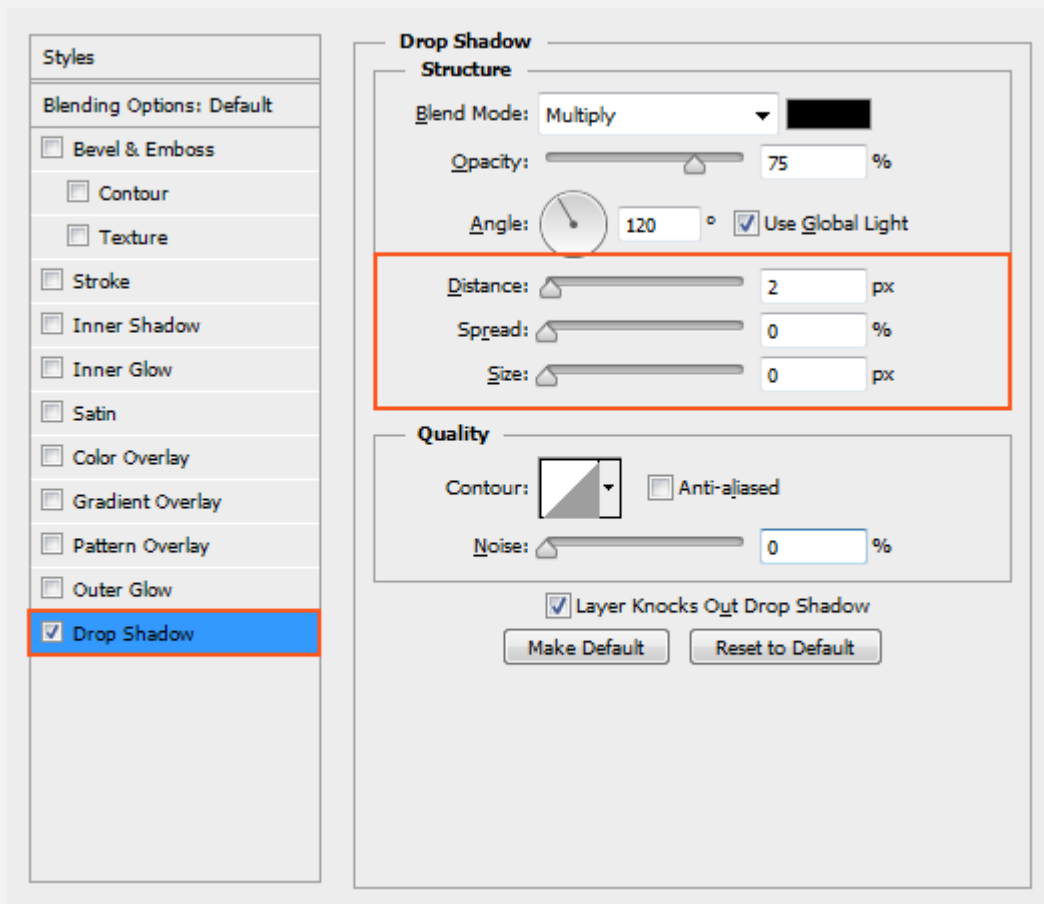 Styles
Blending Options: Default
Bevel & Emboss
Contour
Texture
Stroke
Inner Shadow
Inner Glow
Satin
Color Overlay
Gradient Overlay
Pattern Overlay
Outer Glow
Drop Shadow
Drop Shadow
Structure
Blend Mode: Multiply
Opacity: 75 %
Angle: 120 ° Use Global Light
Distance: 2 px
Spread: 0 %
Size: 0 px
Quality
Contour: Anti-aliased
Noise: 0 %
Layer Knocks Out Drop Shadow
Make Default Reset to Default